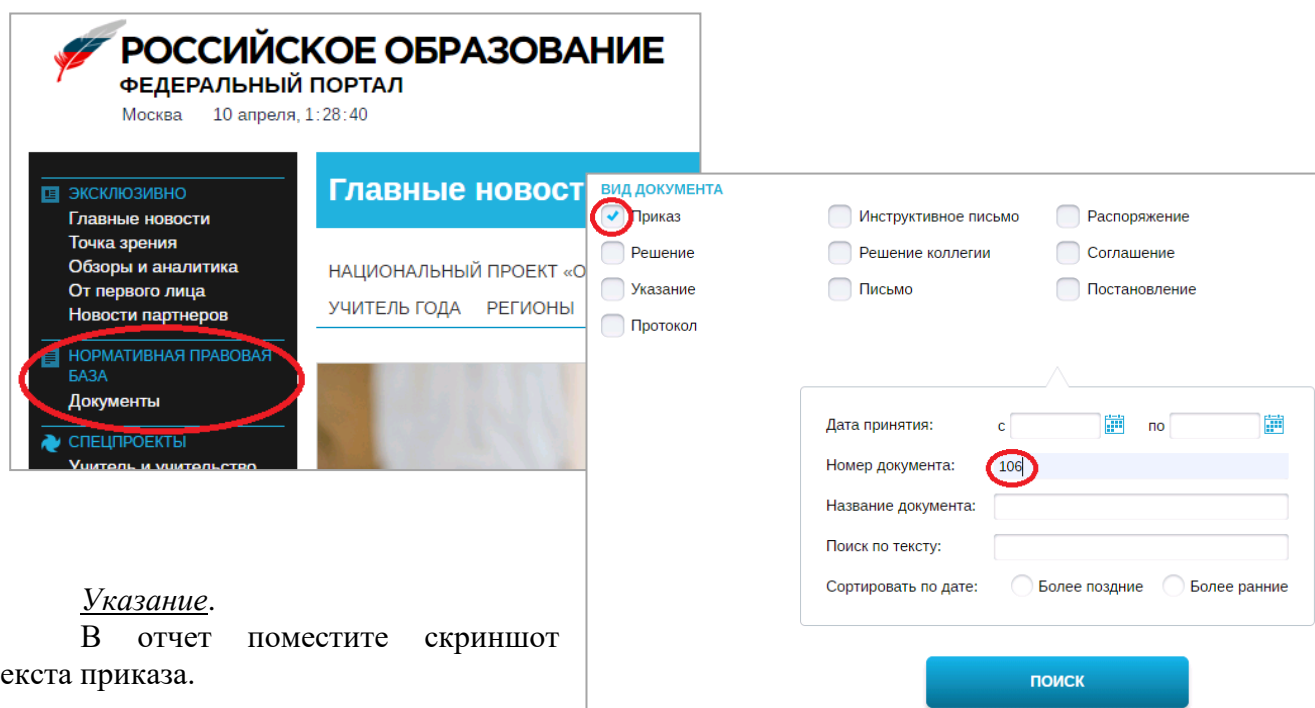 РОССИЙСКОЕ ОБРАЗОВАНИЕ
ФЕДЕРАЛЬНЫЙ ПОРТАЛ
Москва 10 апреля, 1:28:40
ЭКСКЛЮЗИВНО
Главные новости
Точка зрения
Обзоры и аналитика
От первого лица
Новости партнеров
НОРМАТИВНАЯ ПРАВОВАЯ
БАЗА
Документы
СПЕЦПРОЕКТЫ
Учитель и учительство
Главные новост
НАЦИОНАЛЬНЫЙ ПРОЕКТ «О
УЧИТЕЛЬ ГОДА РЕГИОНЫ
ВИД ДОКУМЕНТА
Приказ Инструктивное письмо Распоряжение
Решение Решение коллегии Соглашение
Указание Письмо Постановление
Протокол
Дата принятия: с по
Номер документа: 106
Название документа:
Поиск по тексту:
Сортировать по дате: Более поздние Более ранние
ПОИСК
Указание.
В отчет поместите скриншот
екста приказа.